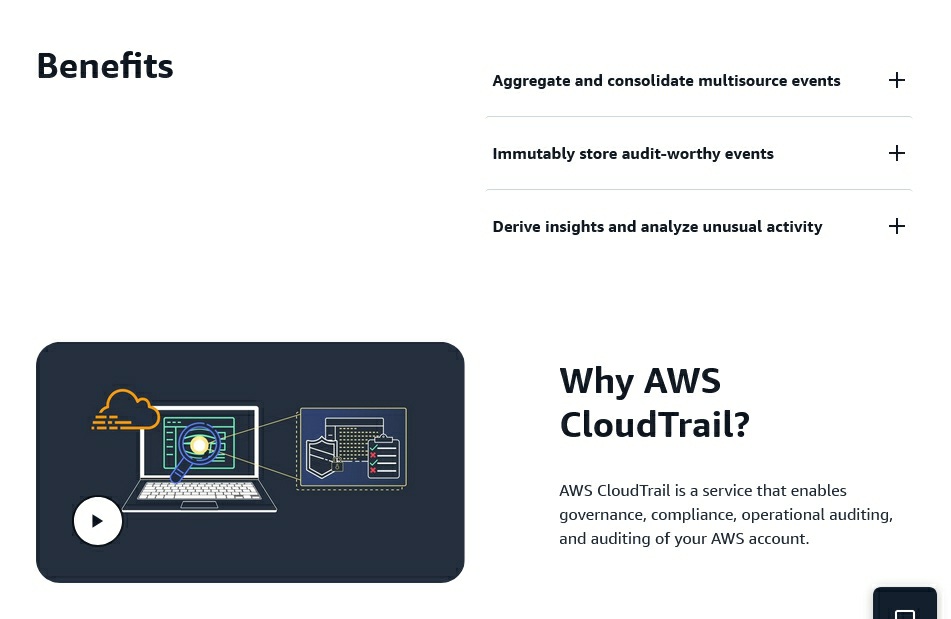 Benefits
Aggregate and consolidate multisource events
Immutably store audit-worthy events
Derive insights and analyze unusual activity
Why AWS
CloudTrail?
AWS CloudTrail is a service that enables
governance, compliance, operational auditing,
and auditing of your AWS account.